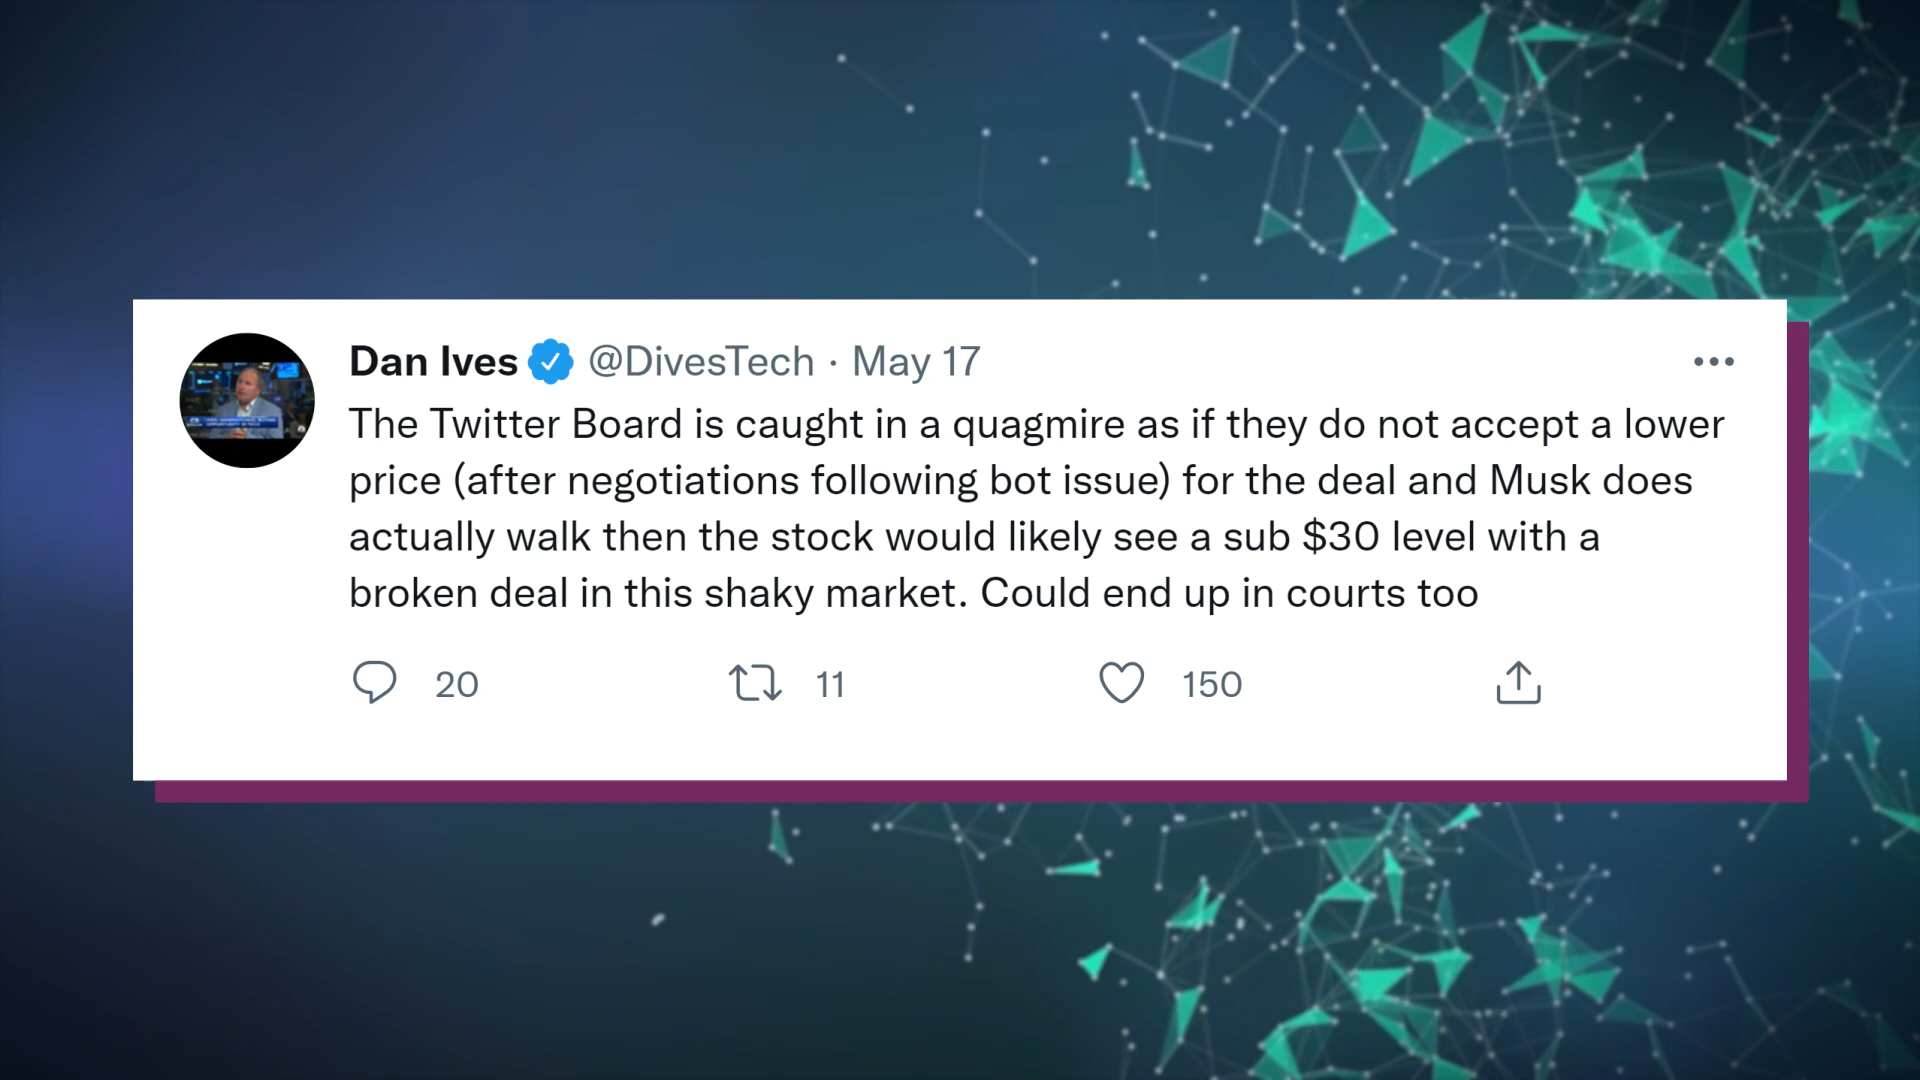 Dan Ives @DivesTech · May 17
The Twitter Board is caught in a quagmire as if they do not accept a lower
price (after negotiations following bot issue) for the deal and Musk does
actually walk then the stock would likely see a sub $30 level with a
broken deal in this shaky market. Could end up in courts too
20 11 150